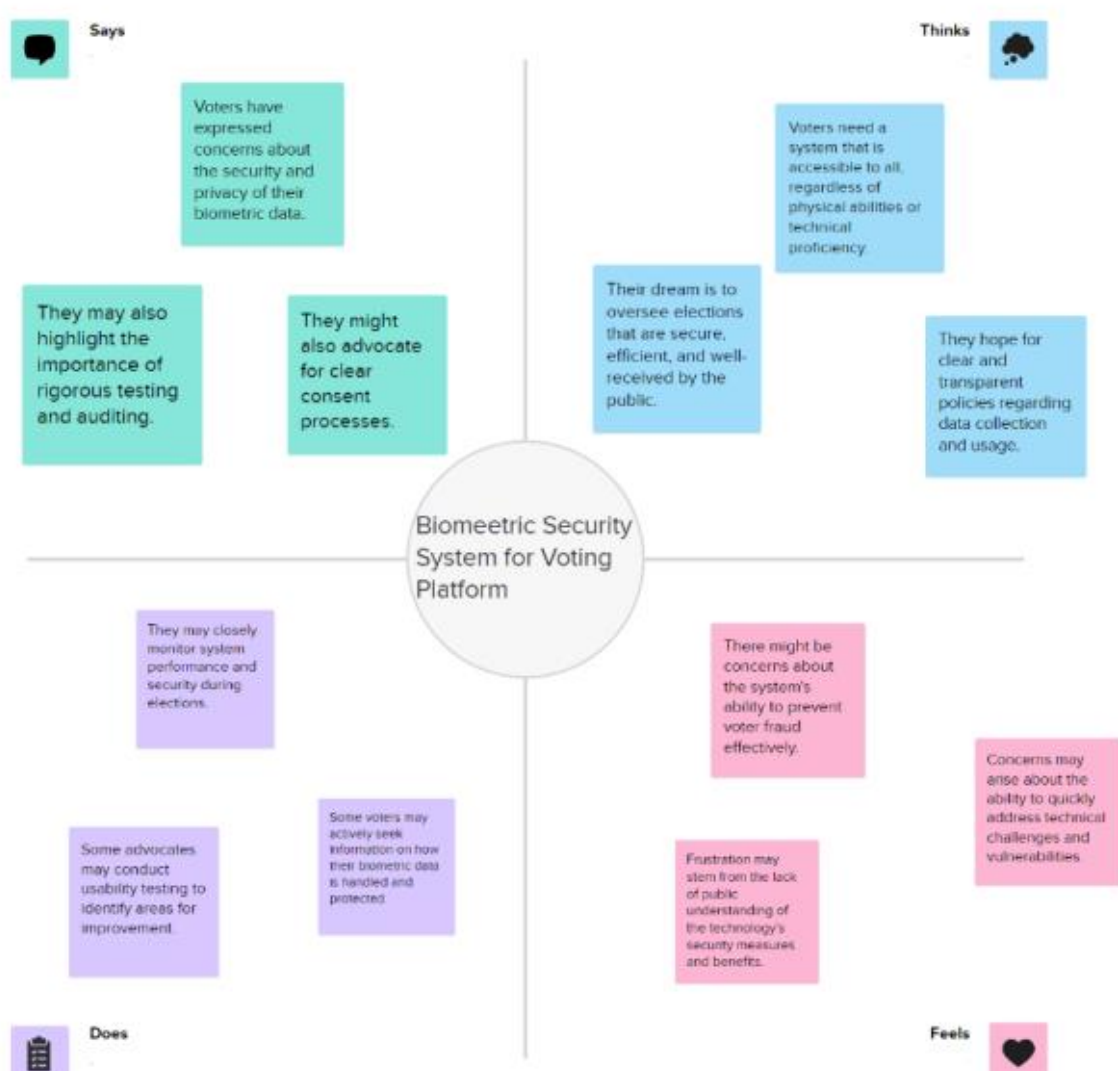 Says
Voters have
expressed
concerns about
the security and
privacy of their
biometric data.
They may also
highlight the
importance of
rigorous testing
and auditing.
They might
also advocate
for clear
consent
processes.
Thinks
Voters need a
system that is
accessible to all,
regardless of
physical abilities or
technical
proficiency.
Their dream is to
oversee elections
that are secure,
efficient, and well-
received by the
public.
They hope for
clear and
transparent
policies regarding
data collection
and usage.
Biomeetric Security
System for Voting
Platform
They may closely
monitor system
performance and
security during
elections.
Some advocates
may conduct
usability testing to
identify areas for
improvement.
Some voters may
actively seek
information on how
their biometric data
is handled and
protected.
Does
There might be
concerns about
the system's
ability to prevent
voter fraud
effectively.
Concerns may
arise about the
ability to quickly
address technical
challenges and
vulnerabilities.
Frustration may
stem from the lack
of public
understanding of
the technology's
security measures
and benefits.
Feels